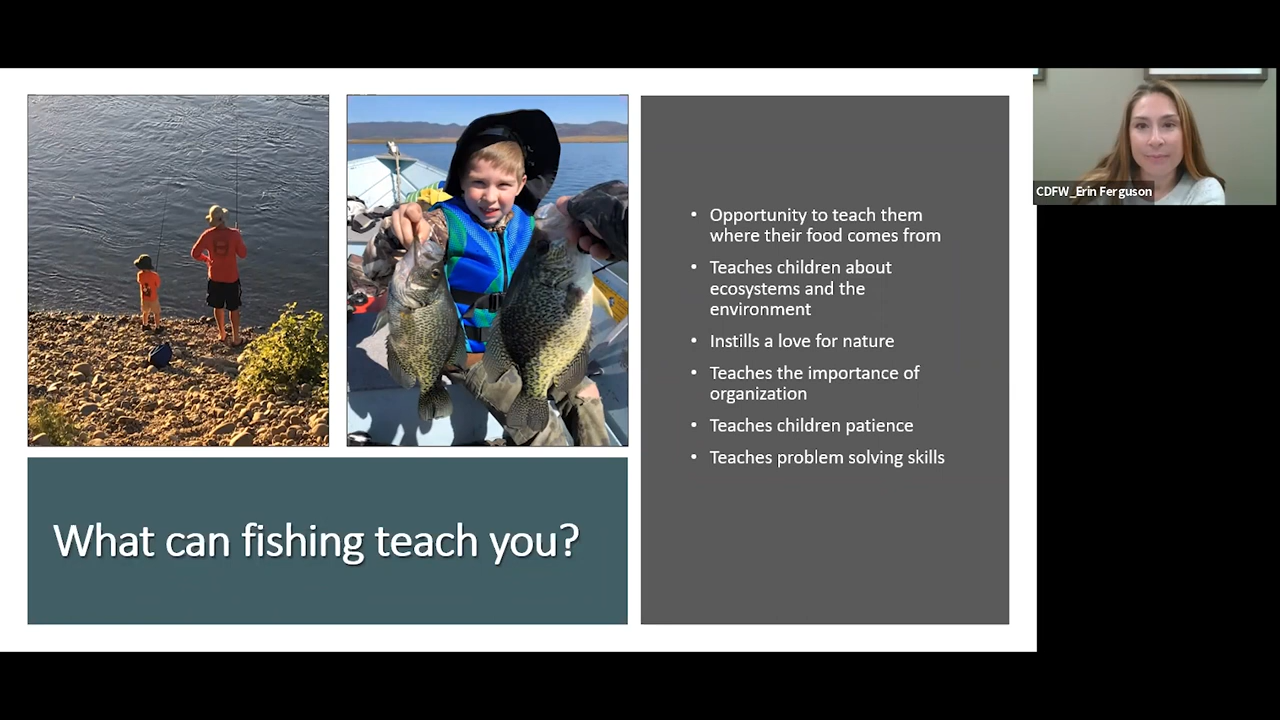 What can fishing teach you?
• Opportunity to teach them
where their food comes from
• Teaches children about
ecosystems and the
environment
• Instills a love for nature
• Teaches the importance of
organization
• Teaches children patience
• Teaches problem solving skills
CDFW_Erin Ferguson